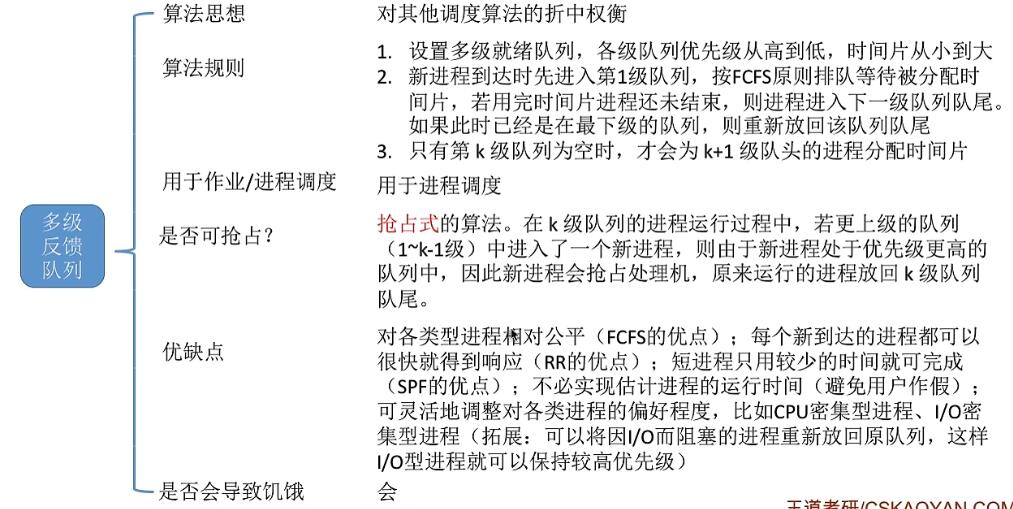 算法思想
对其他调度算法的折中权衡
算法规则
1. 设置多级就绪队列，各级队列优先级从高到低，时间片从小到大
2. 新进程到达时先进入第1级队列，按FCFS原则排队等待被分配时
间片，若用完时间片进程还未结束，则进程进入下一级队列队尾。
如果此时已经是在最下级的队列，则重新放回该队列队尾
3. 只有第 k 级队列为空时，才会为 k+1 级队头的进程分配时间片
用于作业/进程调度
用于进程调度
多级
反馈
队列
是否可抢占？
抢占式的算法。在 k 级队列的进程运行过程中，若更上级的队列
（1~k-1级）中进入了一个新进程，则由于新进程处于优先级更高的
队列中，因此新进程会抢占处理机，原来运行的进程放回 k 级队列
队尾。
优缺点
对各类型进程相对公平（FCFS的优点）；每个新到达的进程都可以
很快就得到响应（RR的优点）；短进程只用较少的时间就可完成
（SPF的优点）；不必实现估计进程的运行时间（避免用户作假）；
可灵活地调整对各类进程的偏好程度，比如CPU密集型进程、I/O密
集型进程（拓展：可以将因I/O而阻塞的进程重新放回原队列，这样
I/O型进程就可以保持较高优先级）
是否会导致饥饿
会
王道考研/CSKAOYAN.COM